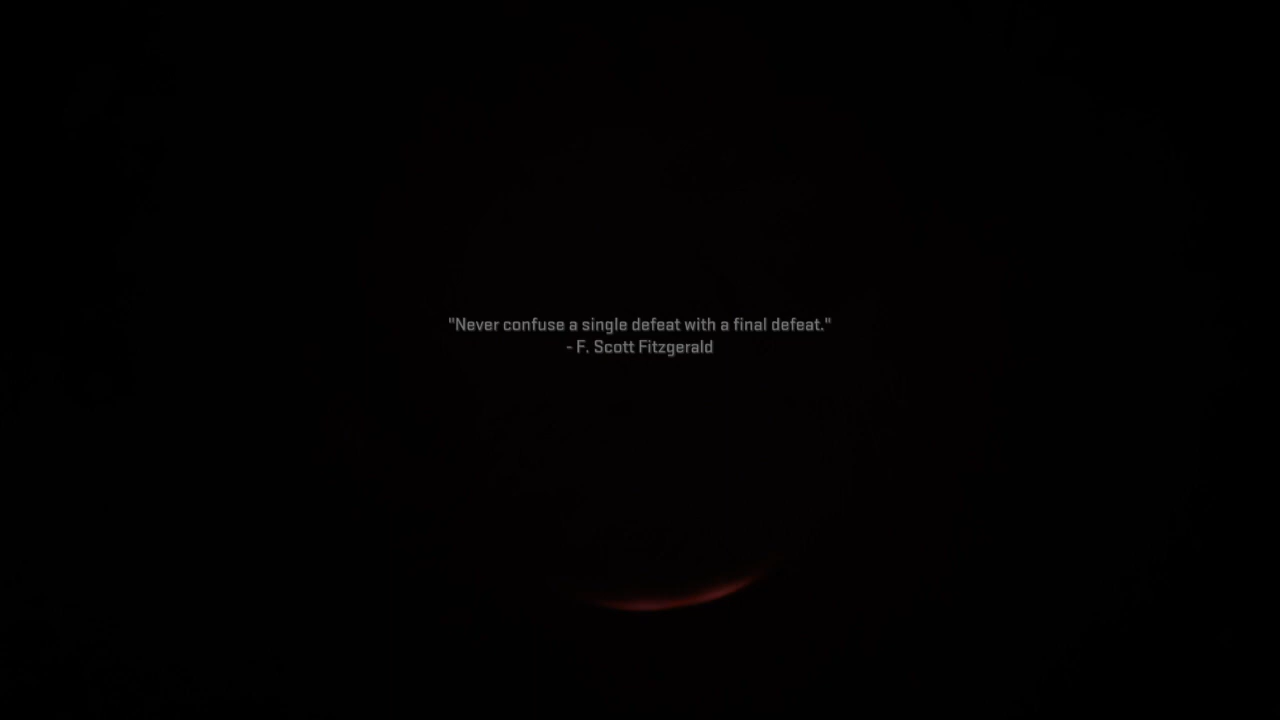 "Never confuse a single defeat with a final defeat."
- F. Scott Fitzgerald